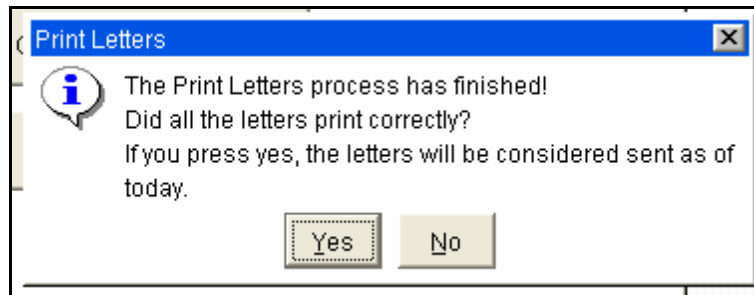 Print Letters
The Print Letters process has finished!
Did all the letters print correctly?
If you press yes, the letters will be considered sent as of
today.
Yes No